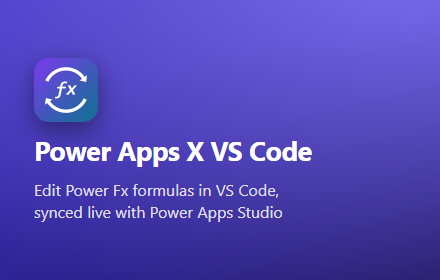 fx
Power Apps X VS Code
Edit Power Fx formulas in VS Code,
synced live with Power Apps Studio